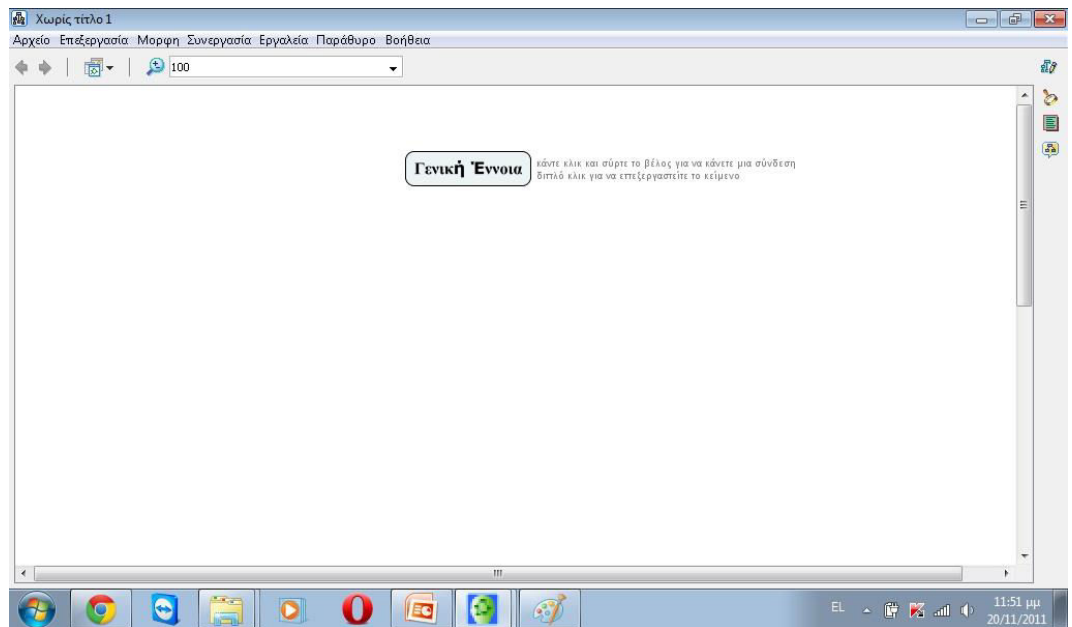 Χωρίς τίτλο 1
Αρχείο Επεξεργασία Μορφη Συνεργασία Εργαλεία Παράθυρο Βοήθεια
100
Γενική Έννοια
κάντε κλικ και σύρτε το βέλος για να κάνετε μια σύνδεση
διπλό κλικ για να επεξεργαστείτε το κείμενο
EL
11:51 μμ
20/11/2011